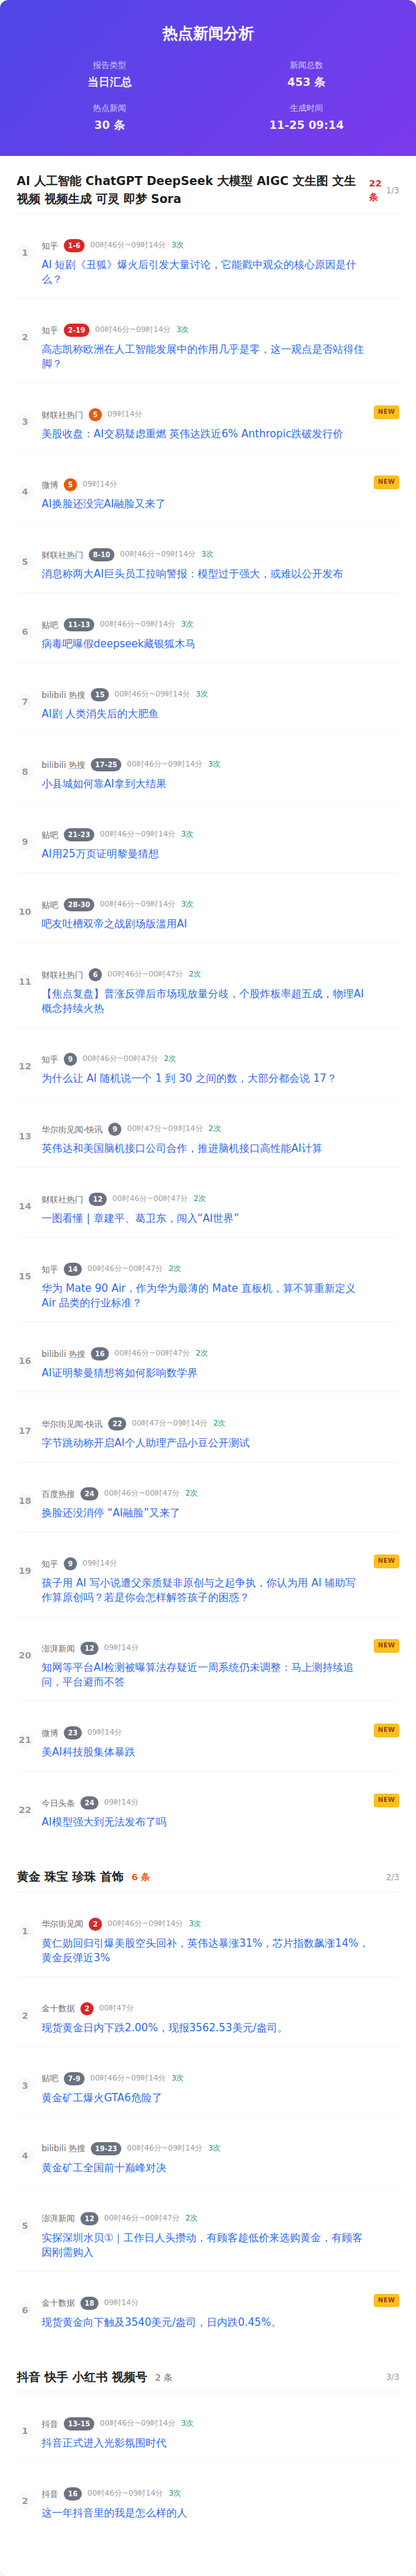 热点新闻分析
报告类型
新闻总数
当日汇总
453 条
热点新闻
生成时间
30 条
11-25 09:14
AI 人工智能 ChatGPT DeepSeek 大模型 AIGC 文生图 文生
视频 视频生成 可灵 即梦 Sora
22
条
1/3
1
知乎 1-6 00时46分~09时14分 3次
AI 短剧《丑狐》爆火后引发大量讨论，它能戳中观众的核心原因是什
么？
2
知乎 2-19 00时46分~09时14分 3次
高志凯称欧洲在人工智能发展中的作用几乎是零，这一观点是否站得住
脚？
3
财联社热门 5 09时14分
NEW
美股收盘：AI交易疑虑重燃 英伟达跌近6% Anthropic跌破发行价
4
微博 5 09时14分
NEW
AI换脸还没完AI融脸又来了
5
财联社热门 8-10 00时46分~09时14分 3次
消息称两大AI巨头员工拉响警报：模型过于强大，或难以公开发布
6
贴吧 11-13 00时46分~09时14分 3次
病毒吧曝假deepseek藏银狐木马
7
bilibili 热搜 15 00时46分~09时14分 3次
AI剧 人类消失后的大肥鱼
8
bilibili 热搜 17-25 00时46分~09时14分 3次
小县城如何靠AI拿到大结果
9
贴吧 21-23 00时46分~09时14分 3次
AI用25万页证明黎曼猜想
10
贴吧 28-30 00时46分~09时14分 3次
吧友吐槽双帝之战剧场版滥用AI
11
财联社热门 6 00时46分~00时47分 2次
【焦点复盘】普涨反弹后市场现放量分歧，个股炸板率超五成，物理AI
概念持续火热
12
知乎 9 00时46分~00时47分 2次
为什么让 AI 随机说一个 1 到 30 之间的数，大部分都会说 17？
13
华尔街见闻-快讯 9 00时47分~09时14分 2次
英伟达和美国脑机接口公司合作，推进脑机接口高性能AI计算
14
财联社热门 12 00时46分~00时47分 2次
一图看懂 | 章建平、葛卫东，闯入“AI世界”
15
知乎 14 00时46分~00时47分 2次
华为 Mate 90 Air，作为华为最薄的 Mate 直板机，算不算重新定义
Air 品类的行业标准？
16
bilibili 热搜 16 00时46分~00时47分 2次
AI证明黎曼猜想将如何影响数学界
17
华尔街见闻-快讯 22 00时47分~09时14分 2次
字节跳动称开启AI个人助理产品小豆公开测试
18
百度热搜 24 00时46分~00时47分 2次
换脸还没消停 “AI融脸”又来了
19
知乎 9 09时14分
NEW
孩子用 AI 写小说遭父亲质疑非原创与之起争执，你认为用 AI 辅助写
作算原创吗？若是你会怎样解答孩子的困惑？
20
澎湃新闻 12 09时14分
NEW
知网等平台AI检测被曝算法存疑近一周系统仍未调整：马上测持续追
问，平台避而不答
21
微博 23 09时14分
NEW
美AI科技股集体暴跌
22
今日头条 24 09时14分
NEW
AI模型强大到无法发布了吗
黄金 珠宝 珍珠 首饰 6 条
2/3
1
华尔街见闻 2 00时46分~09时14分 3次
黄仁勋回归引爆美股空头回补，英伟达暴涨31%，芯片指数飙涨14%，
黄金反弹近3%
2
金十数据 2 00时47分
现货黄金日内下跌2.00%，现报3562.53美元/盎司。
3
贴吧 7-9 00时46分~09时14分 3次
黄金矿工爆火GTA6危险了
4
bilibili 热搜 19-23 00时46分~09时14分 3次
黄金矿工全国前十巅峰对决
5
澎湃新闻 12 00时46分~00时47分 2次
实探深圳水贝①｜工作日人头攒动，有顾客趁低价来选购黄金，有顾客
因刚需购入
6
金十数据 18 09时14分
NEW
现货黄金向下触及3540美元/盎司，日内跌0.45%。
抖音 快手 小红书 视频号 2 条
3/3
1
抖音 13-15 00时46分~09时14分 3次
抖音正式进入光影氛围时代
2
抖音 16 00时46分~09时14分 3次
这一年抖音里的我是怎么样的人